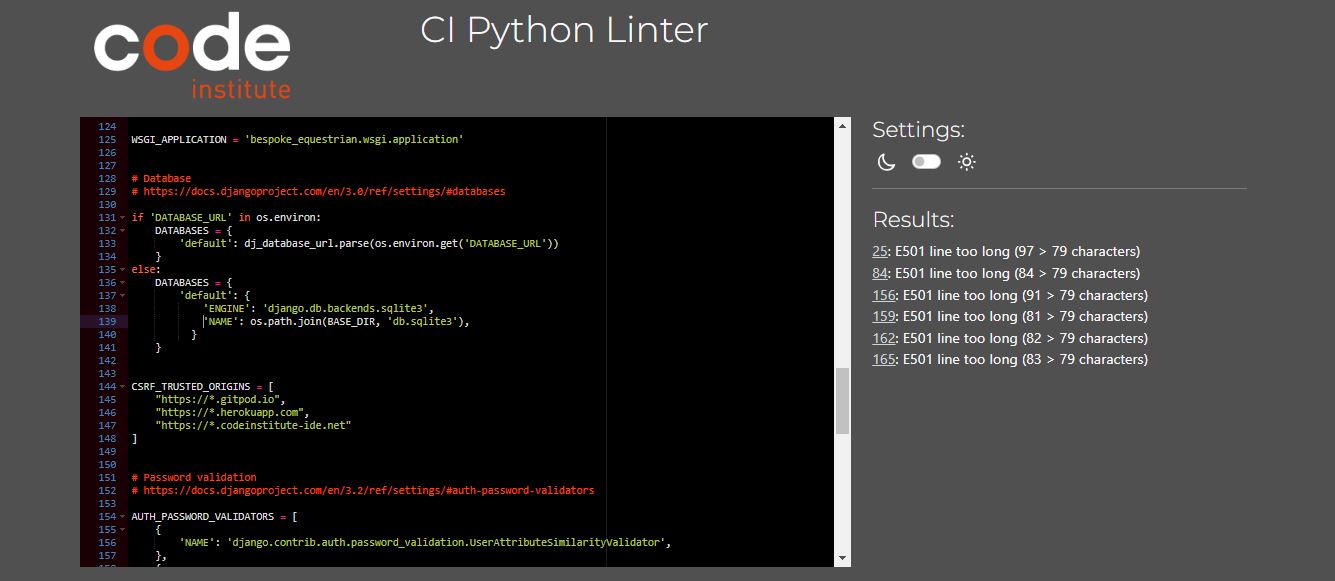 code
institute
CI Python Linter
124
125 WSGI_APPLICATION = 'bespoke_equestrian.wsgi.application'
126
127
128 # Database
129 # https://docs.djangoproject.com/en/3.0/ref/settings/#databases
130
131 if 'DATABASE_URL' in os.environ:
132     DATABASES = {
133         'default': dj_database_url.parse(os.environ.get('DATABASE_URL'))
134     }
135 else:
136     DATABASES = {
137         'default': {
138             'ENGINE': 'django.db.backends.sqlite3',
139             'NAME': os.path.join(BASE_DIR, 'db.sqlite3'),
140           }
141     }
142
143
144 CSRF_TRUSTED_ORIGINS = [
145     "https://*.gitpod.io",
146     "https://*.herokuapp.com",
147     "https://*.codeinstitute-ide.net"
148 ]
149
150
151 # Password validation
152 # https://docs.djangoproject.com/en/3.2/ref/settings/#auth-password-validators
153
154 AUTH_PASSWORD_VALIDATORS = [
155     {
156         'NAME': 'django.contrib.auth.password_validation.UserAttributeSimilarityValidator',
157     },
158     {
Settings:
Results:
25: E501 line too long (97 > 79 characters)
84: E501 line too long (84 > 79 characters)
156: E501 line too long (91 > 79 characters)
159: E501 line too long (81 > 79 characters)
162: E501 line too long (82 > 79 characters)
165: E501 line too long (83 > 79 characters)